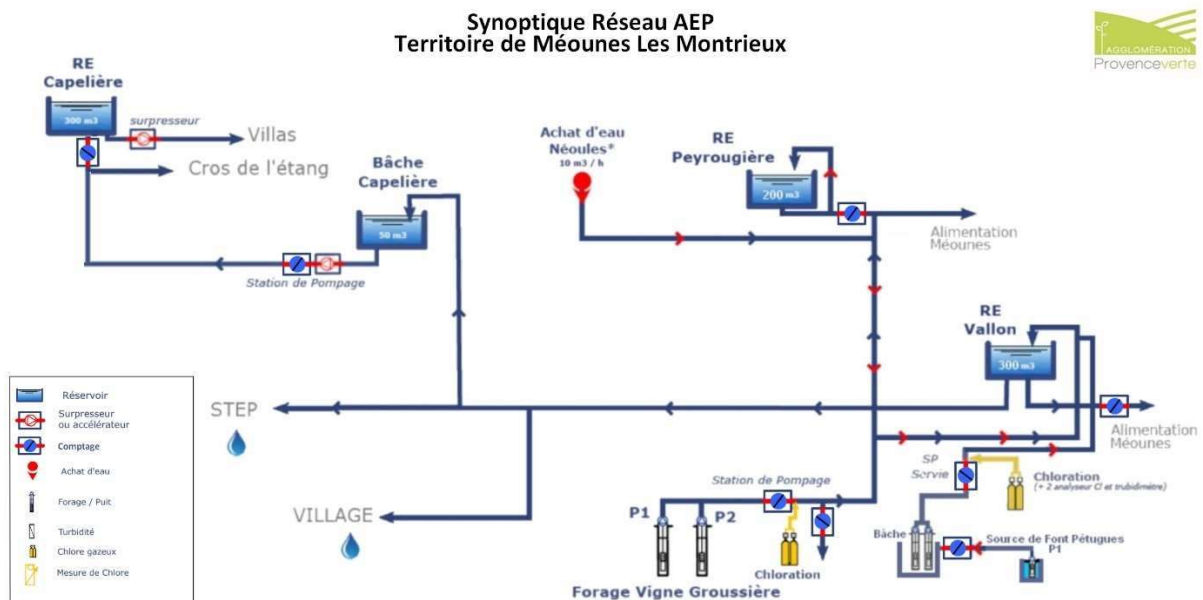 Synoptique Réseau AEP
Territoire de Méounes Les Montrieux
AGGLOMÉRATION
Provenceverte
RE
Capelière
300 m3
surpresseur
Villas
Cros de l'étang
Bâche
Capelière
50 m3
Station de Pompage
Achat d'eau
Néoules*
10 m3 / h
RE
Peyrougière
200 m3
Alimentation
Méounes
RE
Vallon
300 m3
Alimentation
Méounes
STEP
VILLAGE
Station de Pompage
P1
P2
Chloration
Forage Vigne Groussière
SP
Servie
Chloration
(+ 2 analyseur Cl et trubidimétre)
Bâche
Source de Font Pétugues
P1
Réservoir
Surpresseur
ou accélérateur
Comptage
Achat d'eau
Forage / Puit
Turbidité
Chlore gazeux
Mesure de Chlore